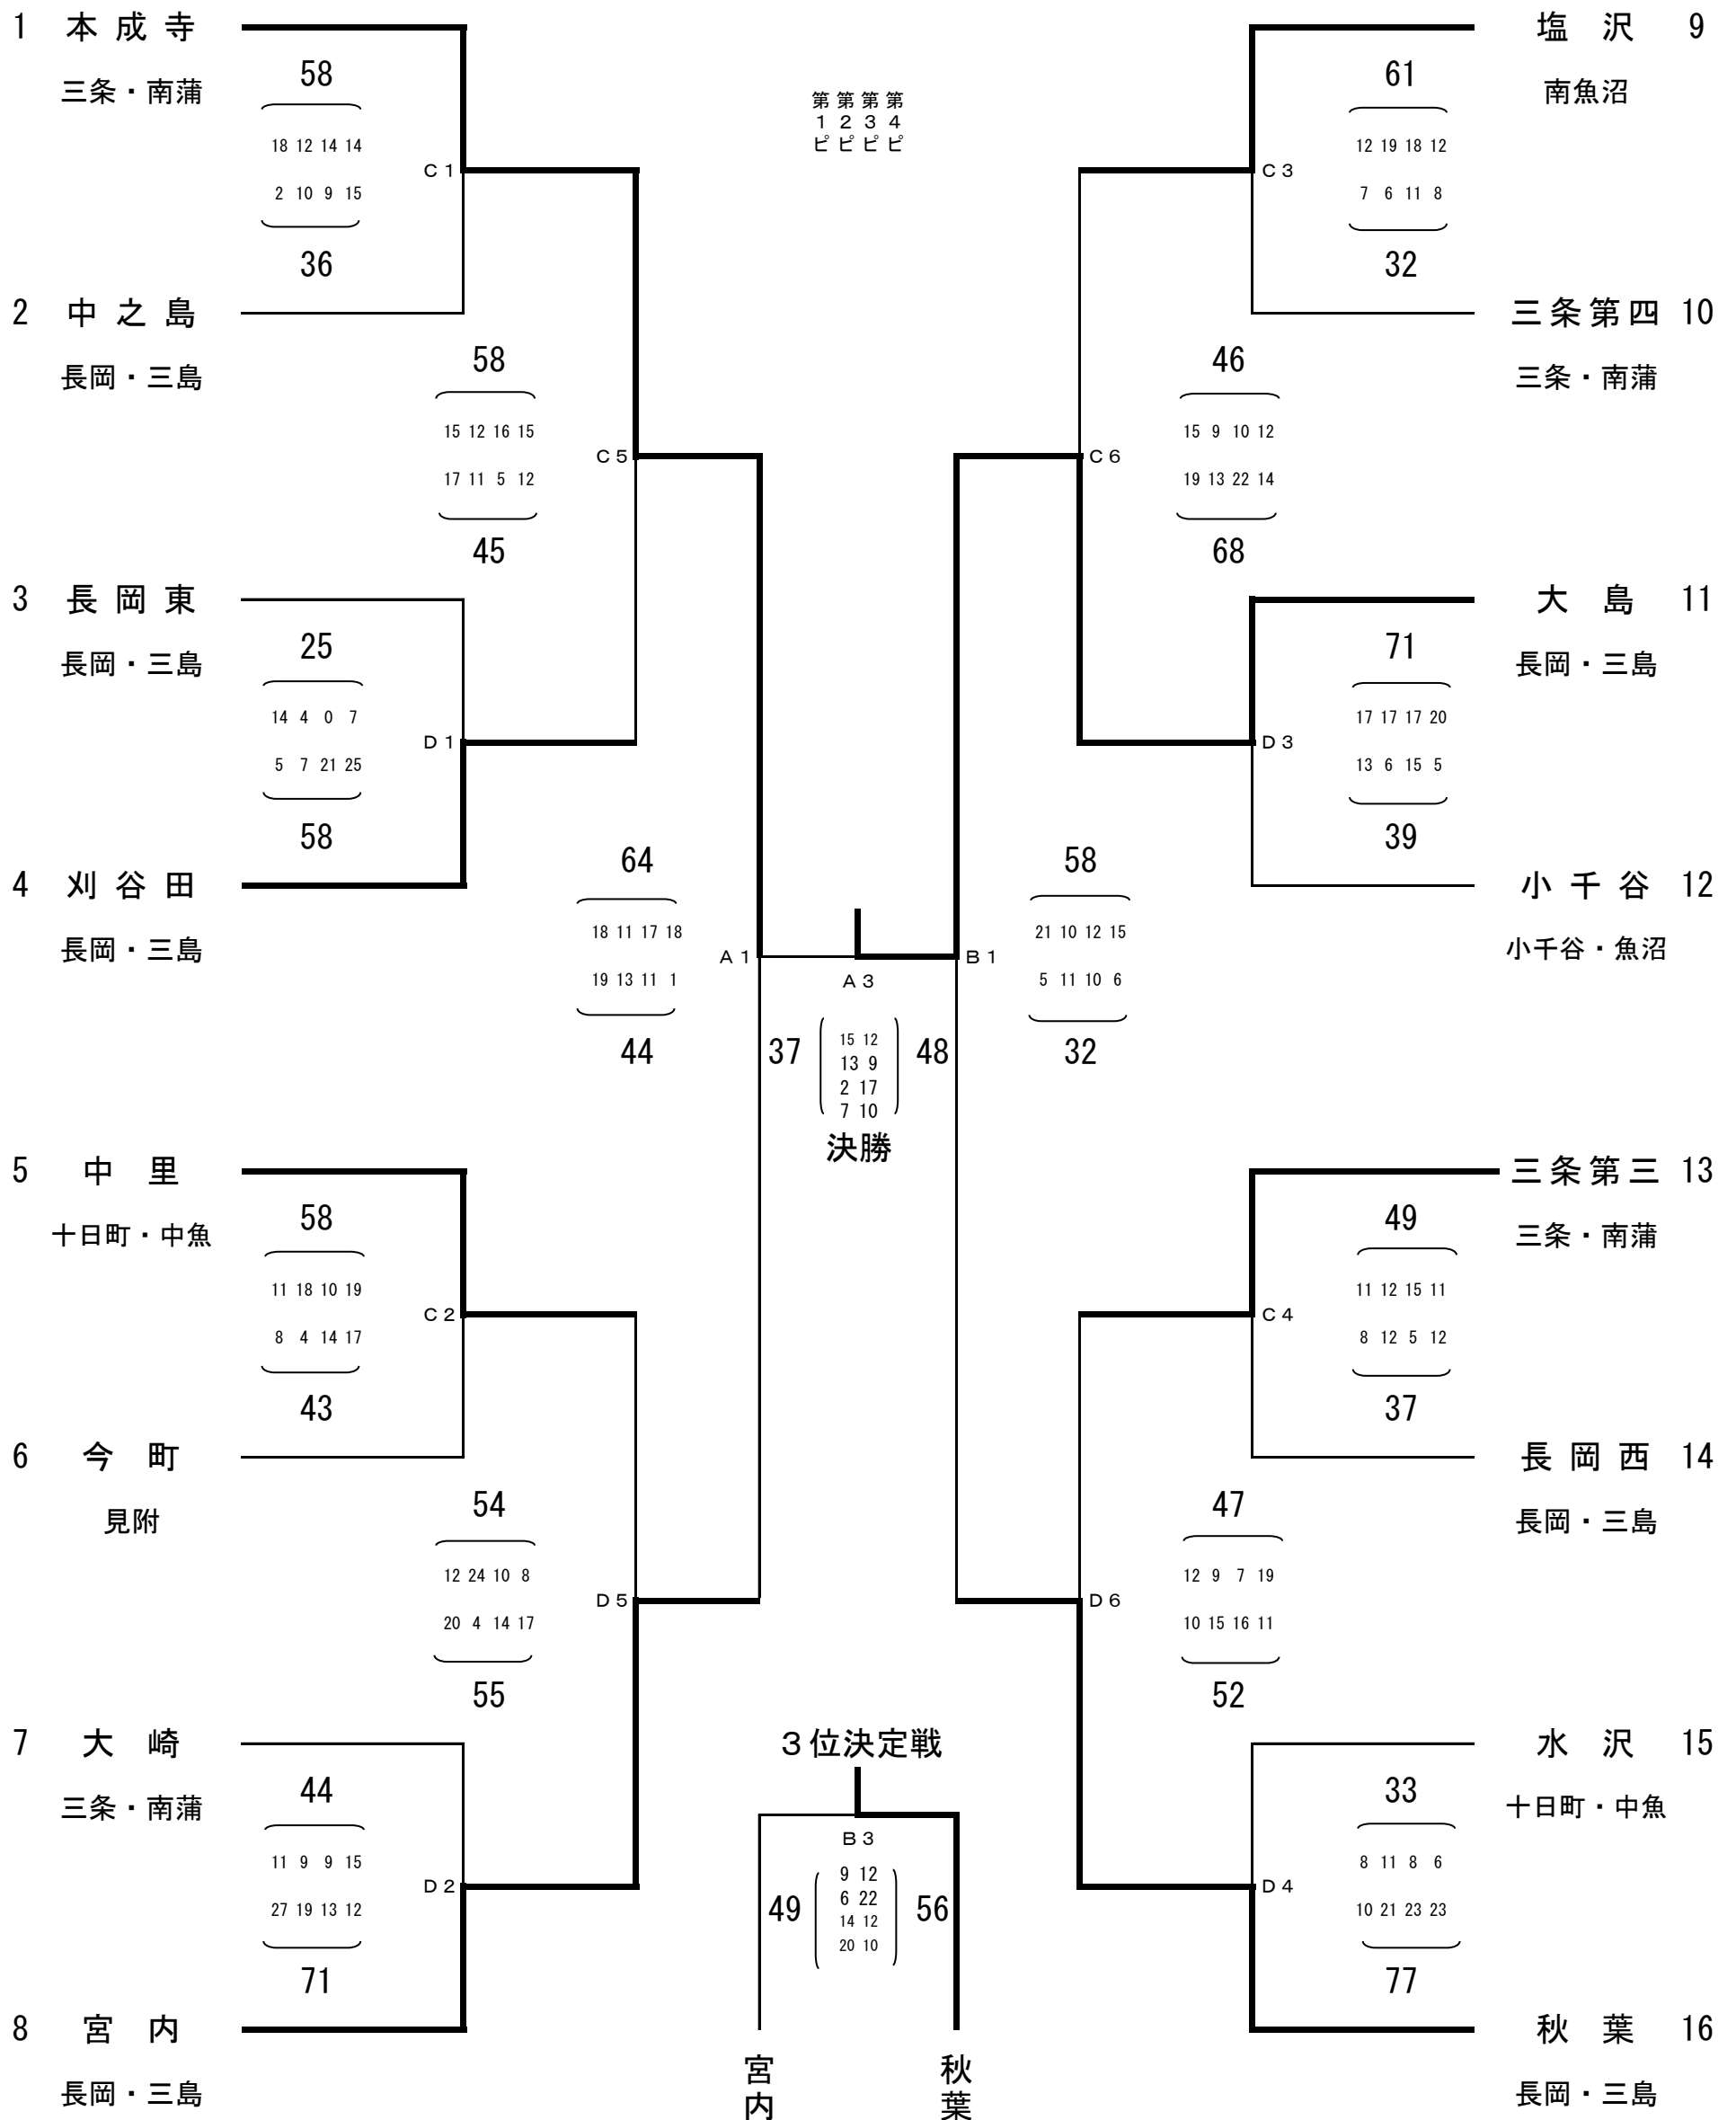 1 本成寺
三条・南蒲
58
18 12 14 14
C1
2 10 9 15
36
2 中之島
長岡・三島
58
15 12 16 15
C5
17 11 5 12
45
3 長岡東
長岡・三島
25
14 4 0 7
D1
5 7 21 25
58
4 刈谷田
長岡・三島
64
18 11 17 18
A1
19 13 11 1
44
5 中里
十日町・中魚
58
11 18 10 19
C2
8 4 14 17
43
6 今町
見附
54
12 24 10 8
D5
20 4 14 17
55
7 大崎
三条・南蒲
44
11 9 9 15
D2
27 19 13 12
71
8 宮内
長岡・三島
第1ピ
第2ピ
第3ピ
第4ピ
A3
37
15 12
13 9
2 17
7 10
48
決勝
3位決定戦
B3
49
9 12
6 22
14 12
20 10
56
宮内
秋葉
塩沢 9
南魚沼
61
12 19 18 12
C3
7 6 11 8
32
三条第四 10
三条・南蒲
46
15 9 10 12
C6
19 13 22 14
68
大島 11
長岡・三島
71
17 17 17 20
D3
13 6 15 5
39
小千谷 12
小千谷・魚沼
58
21 10 12 15
B1
5 11 10 6
32
三条第三 13
三条・南蒲
49
11 12 15 11
C4
8 12 5 12
37
長岡西 14
長岡・三島
47
12 9 7 19
D6
10 15 16 11
52
水沢 15
十日町・中魚
33
8 11 8 6
D4
10 21 23 23
77
秋葉 16
長岡・三島